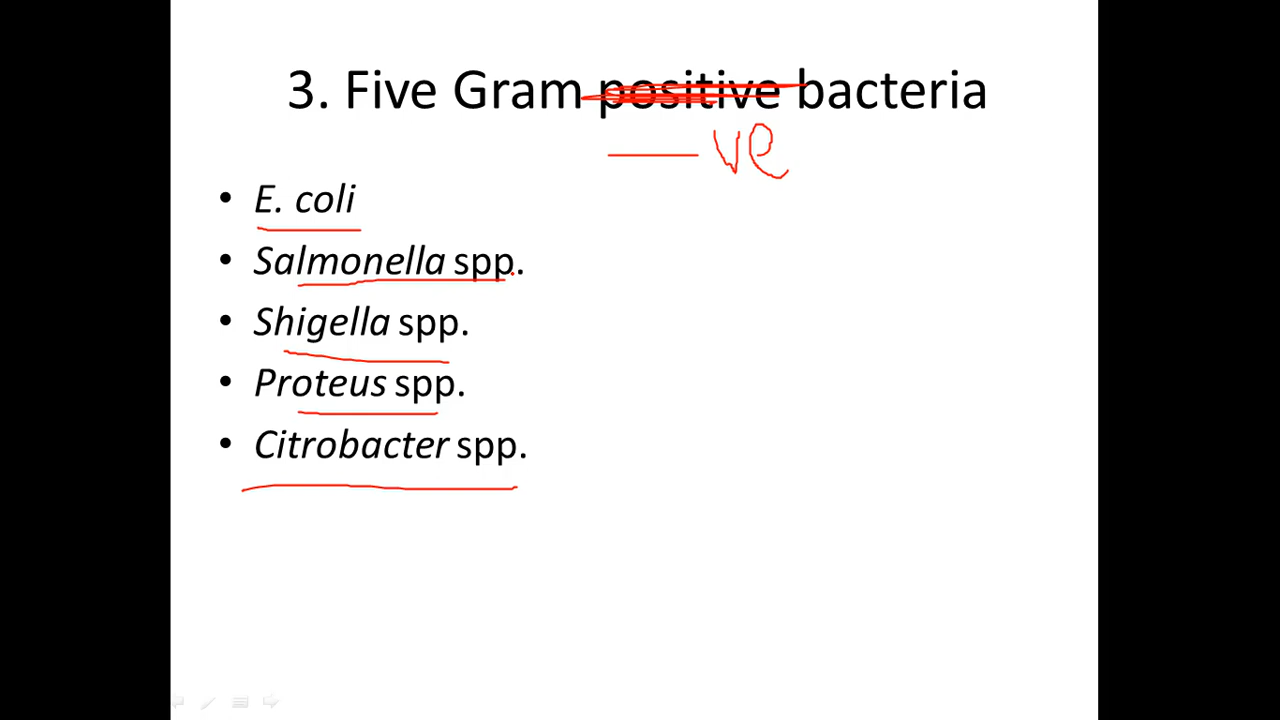 3. Five Gram positive bacteria
—ve
• E. coli
• Salmonella spp.
• Shigella spp.
• Proteus spp.
• Citrobacter spp.